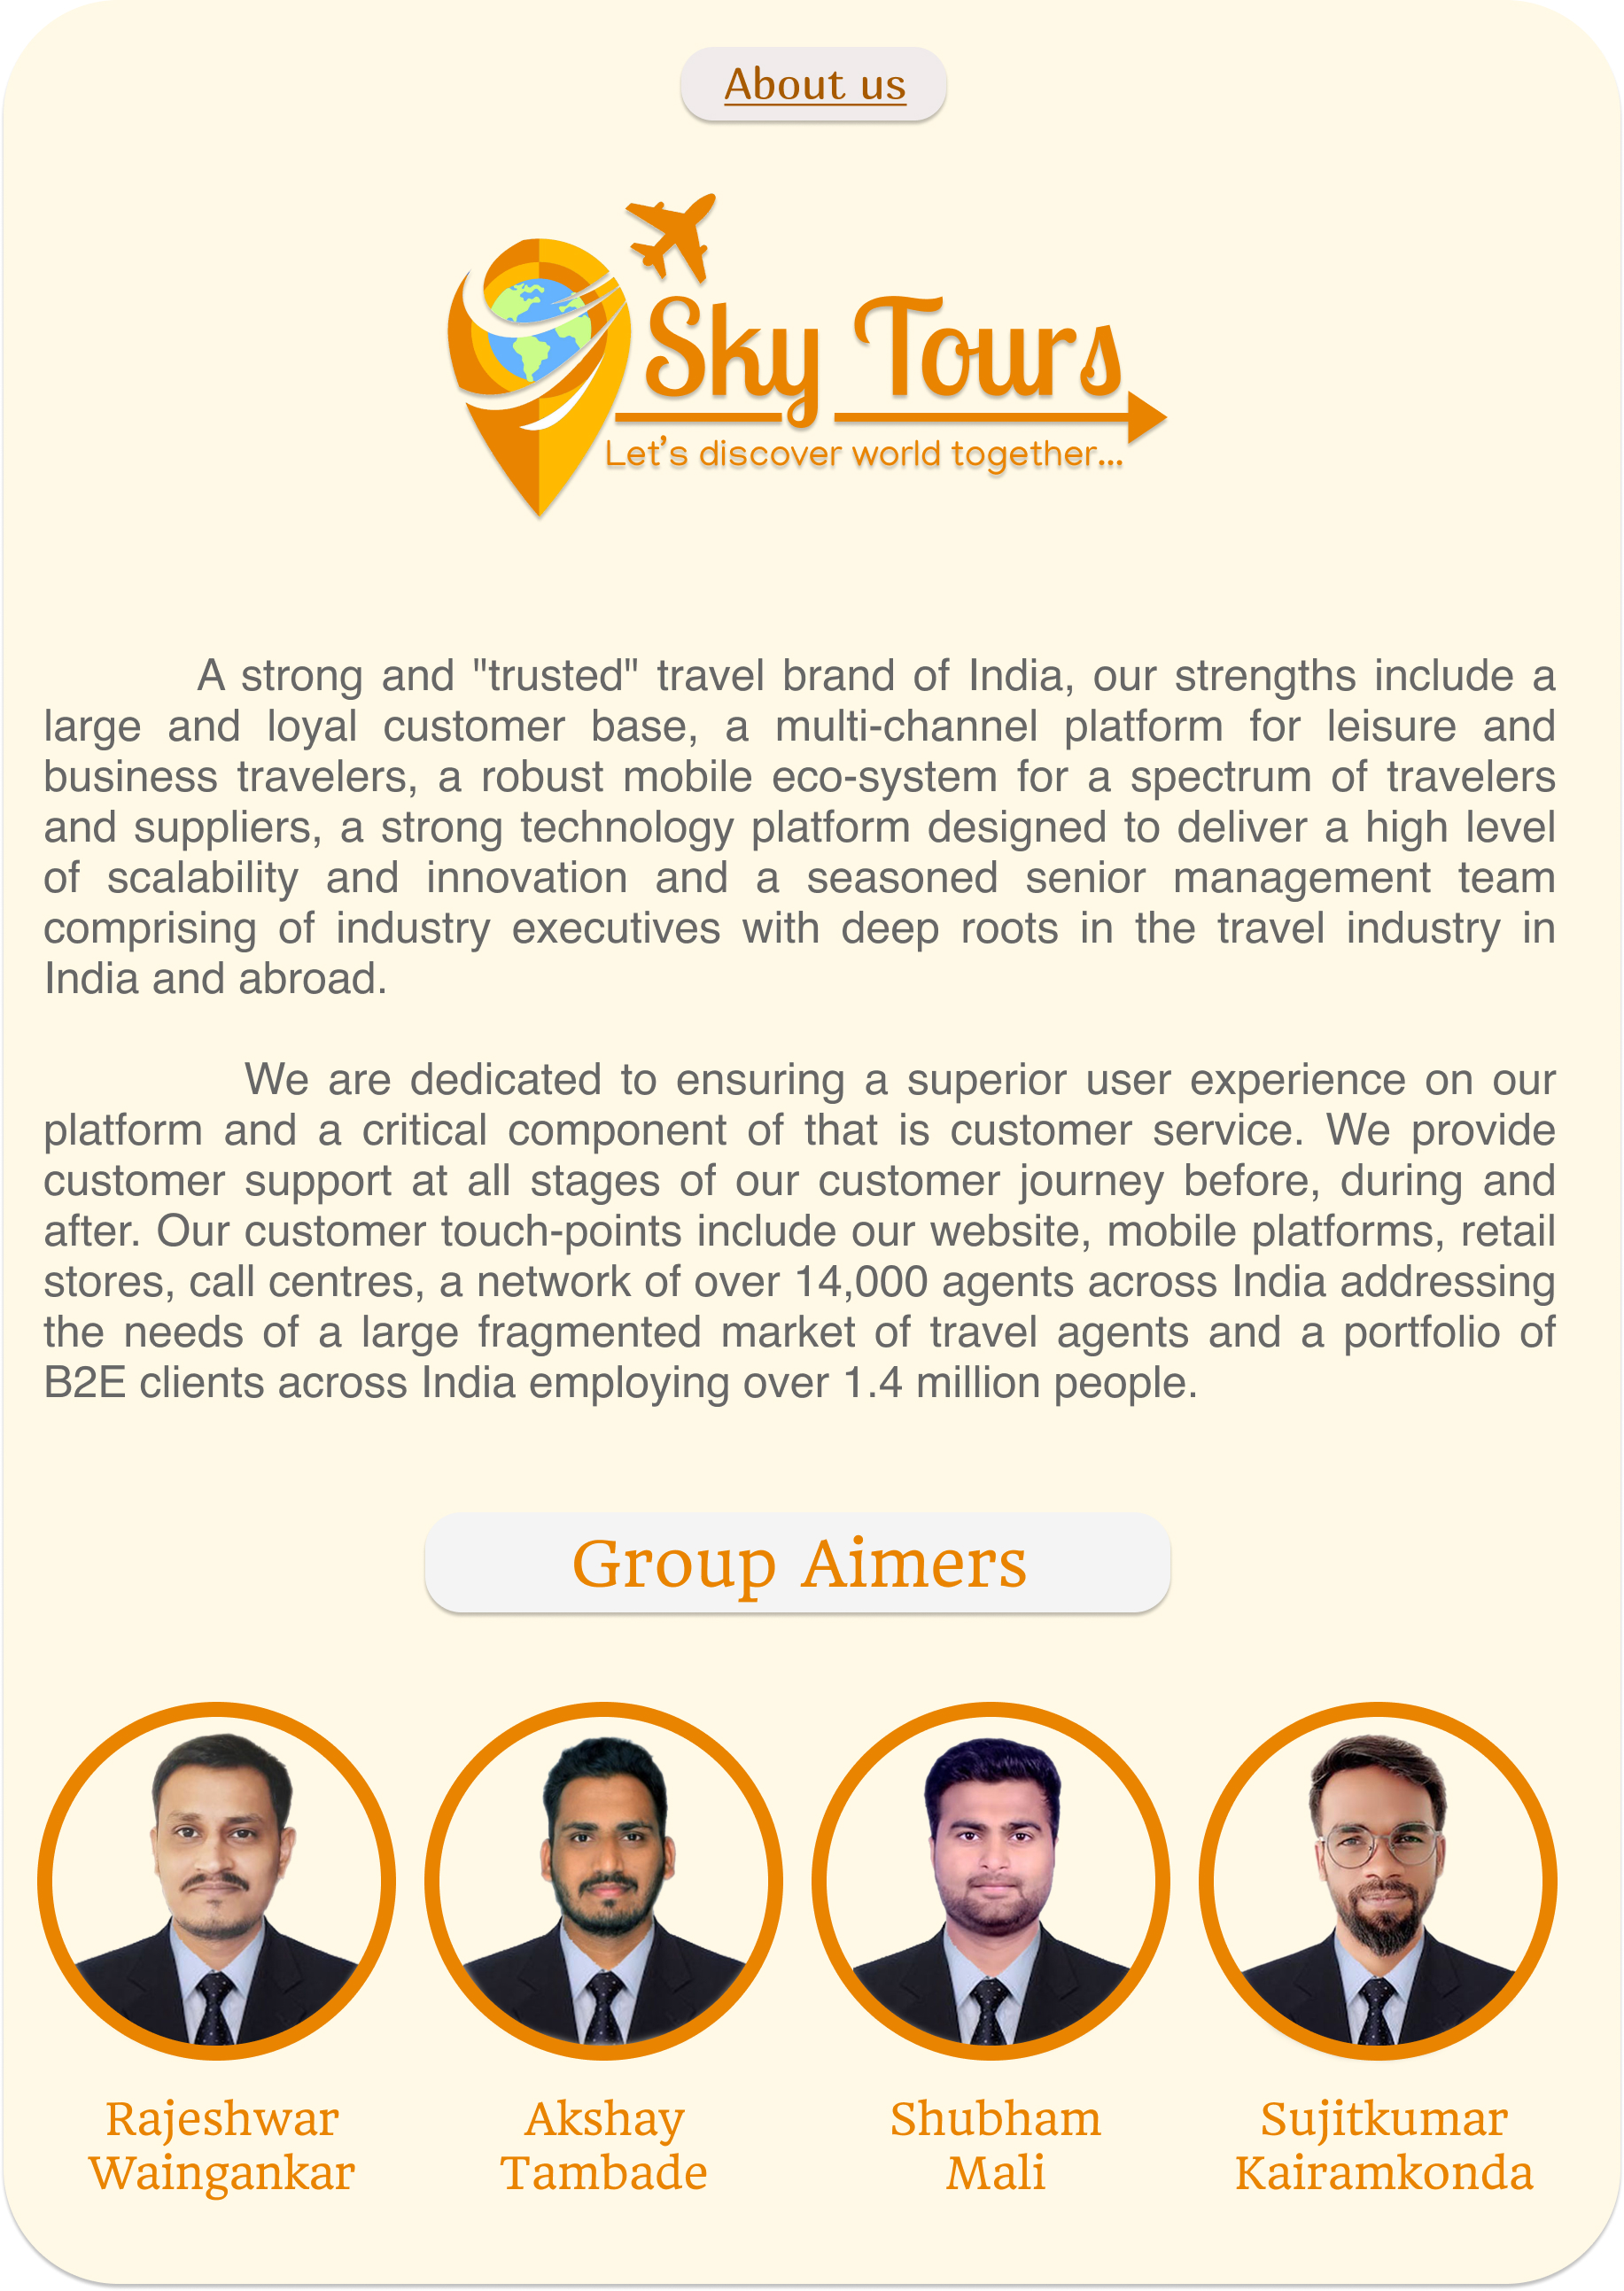 About us
Sky Tours
Let's discover world together...
A strong and "trusted" travel brand of India, our strengths include a
large and loyal customer base, a multi-channel platform for leisure and
business travelers, a robust mobile eco-system for a spectrum of travelers
and suppliers, a strong technology platform designed to deliver a high level
of scalability and innovation and a seasoned senior management team
comprising of industry executives with deep roots in the travel industry in
India and abroad.
We are dedicated to ensuring a superior user experience on our
platform and a critical component of that is customer service. We provide
customer support at all stages of our customer journey before, during and
after. Our customer touch-points include our website, mobile platforms, retail
stores, call centres, a network of over 14,000 agents across India addressing
the needs of a large fragmented market of travel agents and a portfolio of
B2E clients across India employing over 1.4 million people.
Group Aimers
Rajeshwar
Waingankar
Akshay
Tambade
Shubham
Mali
Sujitkumar
Kairamkonda